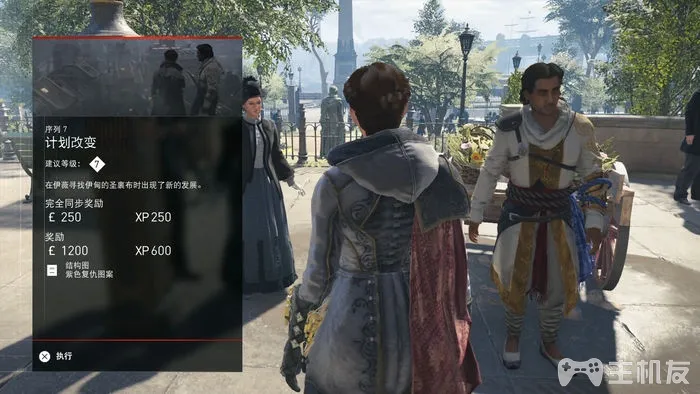 序列 7
计划改变
建议等级： 7
在伊薇寻找伊甸的圣裹布时出现了新的发展。
完全同步奖励
￡ 250 XP 250
奖励
￡ 1200 XP 600
结构图
紫色复仇图案
执行
主机友